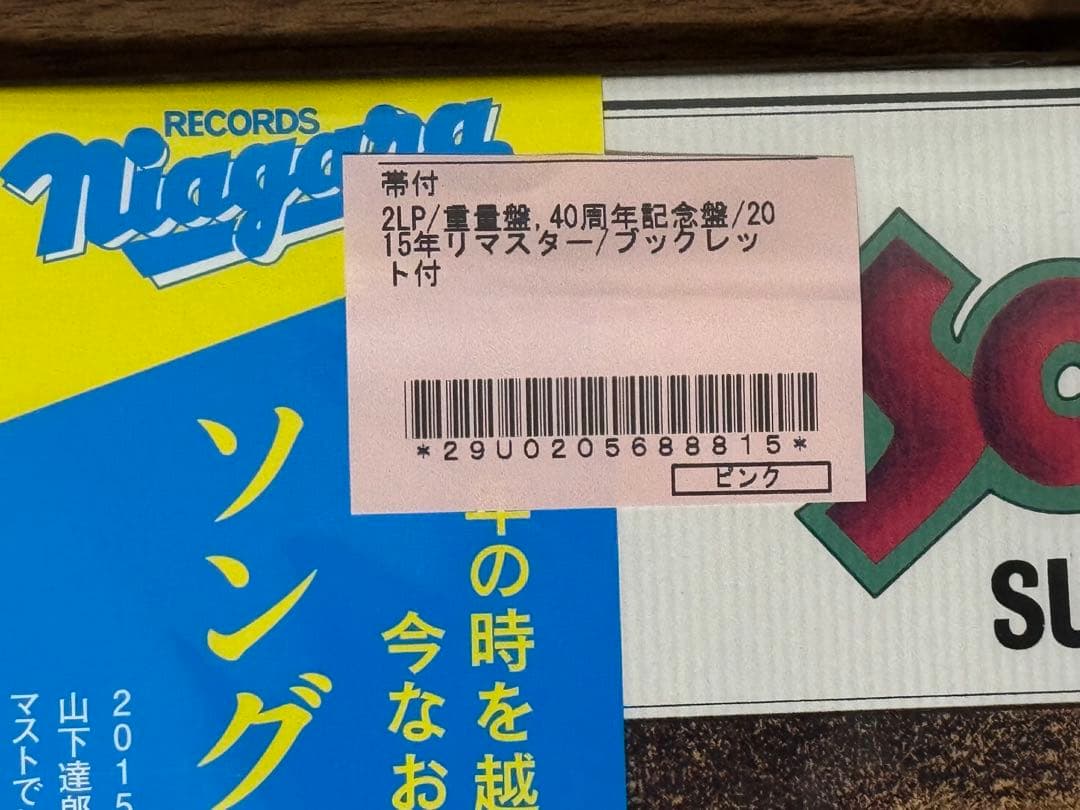 RECORDS
Niagara
帯付
2LP/重量盤,40周年記念盤/20
15年リマスター/ブックレッ
ト付
*29U0205688815*
ピンク
SO
SU
年の時を越
今なお
ソング
2015
山下達郎
マストで